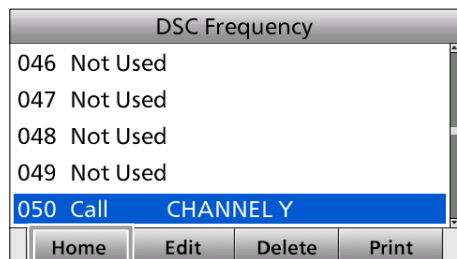 DSC Frequency
046 Not Used
047 Not Used
048 Not Used
049 Not Used
050 Call CHANNEL Y
Home Edit Delete Print